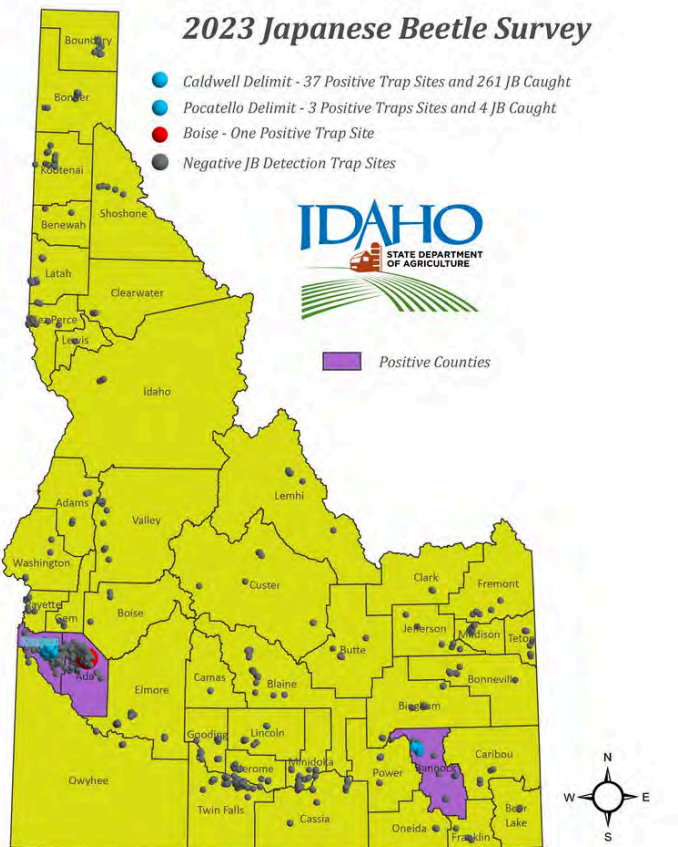 2023 Japanese Beetle Survey
Caldwell Delimit - 37 Positive Trap Sites and 261 JB Caught
Pocatello Delimit - 3 Positive Traps Sites and 4 JB Caught
Boise - One Positive Trap Site
Negative JB Detection Trap Sites
IDAHO
STATE DEPARTMENT
OF AGRICULTURE
Positive Counties
Boundary
Bonner
Kootenai
Shoshone
Benewah
Latah
Clearwater
Nez Perce
Lewis
Idaho
Lemhi
Adams
Valley
Washington
Custer
Clark
Fremont
Payette
Gem
Boise
Jefferson
Madison
Teton
Butte
Ada
Elmore
Camas
Blaine
Bonneville
Bingham
Gooding
Lincoln
Jerome
Minidoka
Power
Bannock
Caribou
Owyhee
Twin Falls
Cassia
Oneida
Franklin
Bear
Lake
N
W
E
S